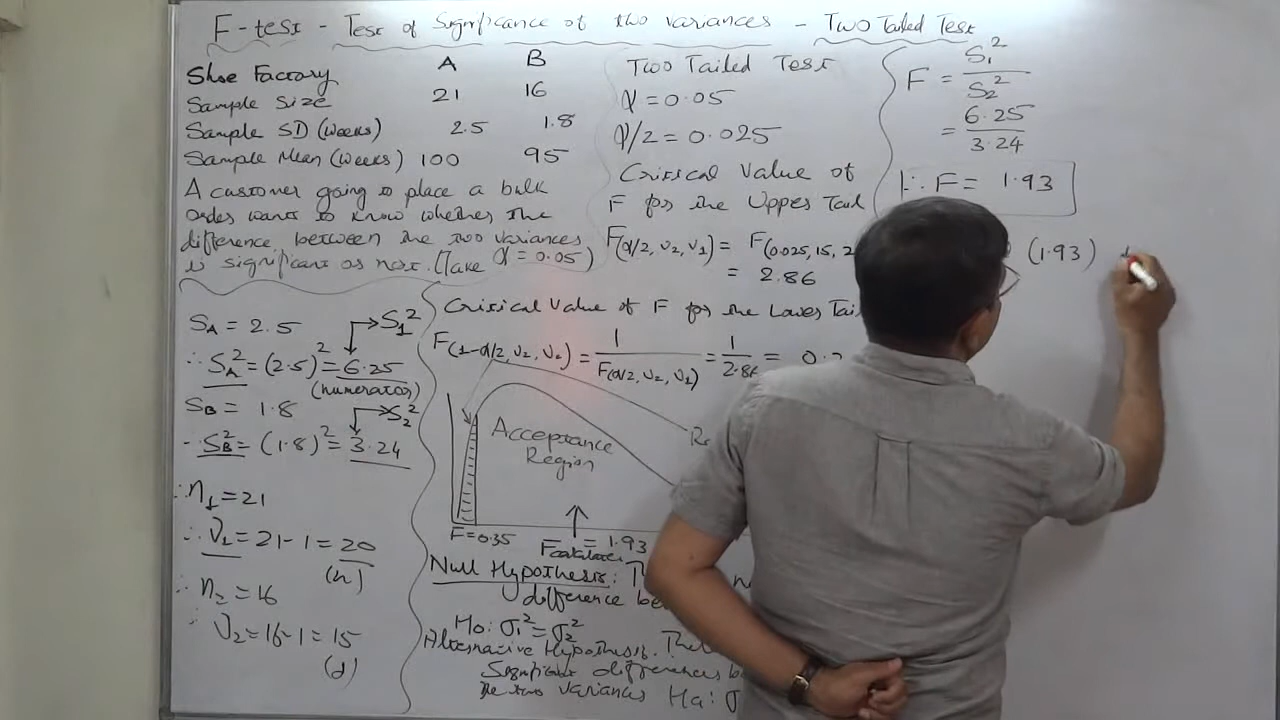 F-test - Test of Significance of two variances - Two Tailed Test
Shoe Factory A B
Sample Size 21 16
Sample SD (weeks) 2.5 1.8
Sample Mean (weeks) 100 95
A customer going to place a bulk
order wants to know whether the
difference between the two variances
is significant or not. (Take α = 0.05)
S_A = 2.5
∴ S_A² = (2.5)² = 6.25 → S₁²
(numerator)
S_B = 1.8
∴ S_B² = (1.8)² = 3.24 → S₂²
∴ n₁ = 21
∴ ν₁ = 21 - 1 = 20
(n)
∴ n₂ = 16
∴ ν₂ = 16 - 1 = 15
(d)
Two Tailed Test
α = 0.05
α/2 = 0.025
Critical Value of
F for the Upper Tail
F(α/2, ν₂, ν₁) = F(0.025, 15, 2
= 2.86
Critical Value of F for the Lower Tail
F(1-α/2, ν₂, ν₁) = 1/F(α/2, ν₂, ν₁) = 1/2.86 = 0.
Acceptance
Region
F = 0.35
F = 1.93
Null Hypothesis:
difference
H₀: σ₁² = σ₂²
Alternative Hypothesis.
Significant difference
the two variances Ha: σ
F = S₁²/S₂²
= 6.25/3.24
∴ F = 1.93
(1.93)